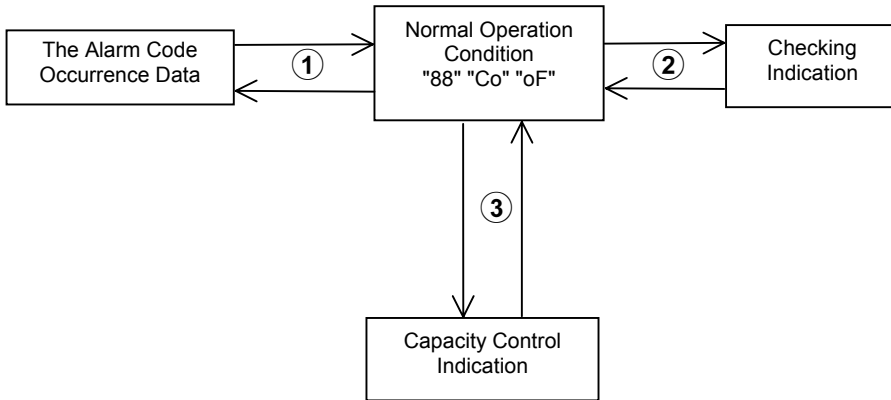 The Alarm Code
Occurrence Data
①
Normal Operation
Condition
"88" "Co" "oF"
②
Checking
Indication
③
Capacity Control
Indication